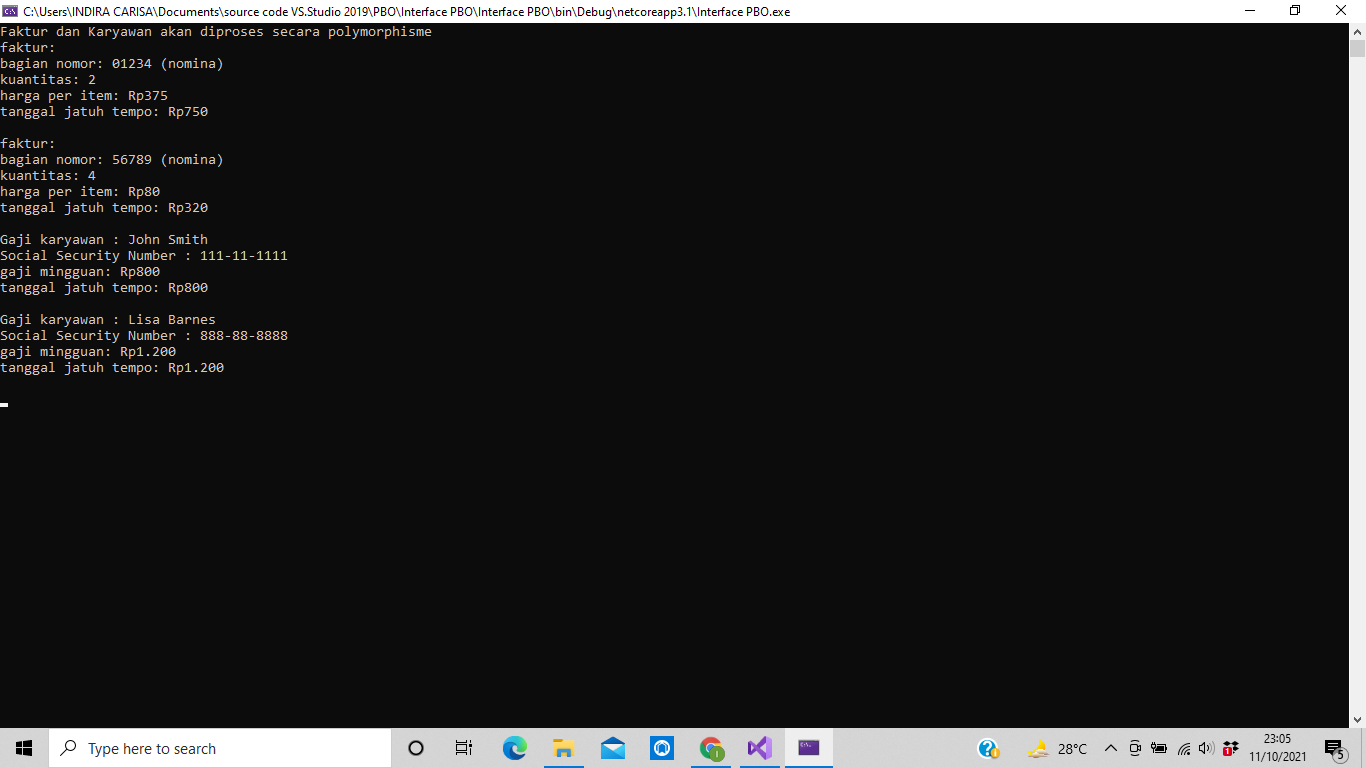 C:\Users\INDIRA CARISA\Documents\source code VS.Studio 2019\PBO\Interface PBO\Interface PBO\bin\Debug\netcoreapp3.1\Interface PBO.exe
Faktur dan Karyawan akan diproses secara polymorphisme
faktur:
bagian nomor: 01234 (nomina)
kuantitas: 2
harga per item: Rp375
tanggal jatuh tempo: Rp750
faktur:
bagian nomor: 56789 (nomina)
kuantitas: 4
harga per item: Rp80
tanggal jatuh tempo: Rp320
Gaji karyawan : John Smith
Social Security Number : 111-11-1111
gaji mingguan: Rp800
tanggal jatuh tempo: Rp800
Gaji karyawan : Lisa Barnes
Social Security Number : 888-88-8888
gaji mingguan: Rp1.200
tanggal jatuh tempo: Rp1.200
Type here to search
28°C
23:05
11/10/2021
5